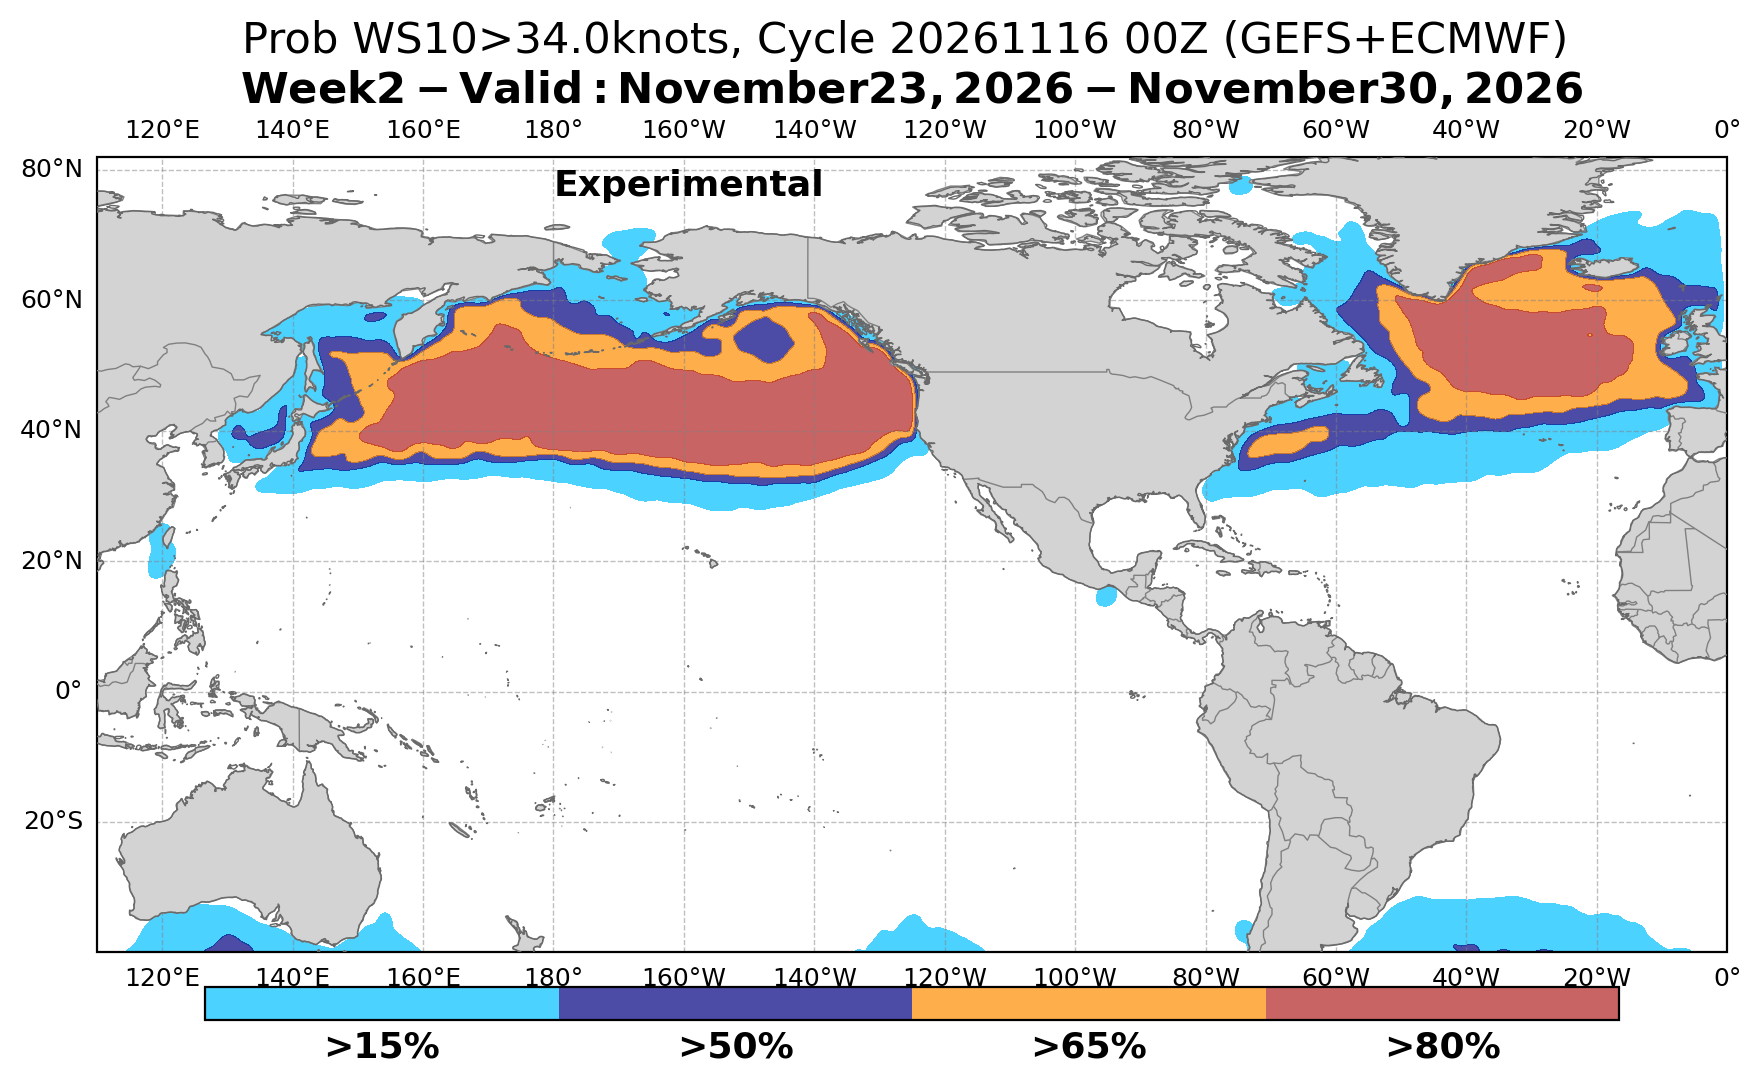 Prob WS10>34.0knots, Cycle 20261116 00Z (GEFS+ECMWF)
Week2 − Valid : November23, 2026 − November30, 2026
120°E 140°E 160°E 180° 160°W 140°W 120°W 100°W 80°W 60°W 40°W 20°W 0°
80°N
Experimental
60°N
40°N
20°N
0°
20°S
120°E 140°E 160°E 180° 160°W 140°W 120°W 100°W 80°W 60°W 40°W 20°W 0°
>15% >50% >65% >80%